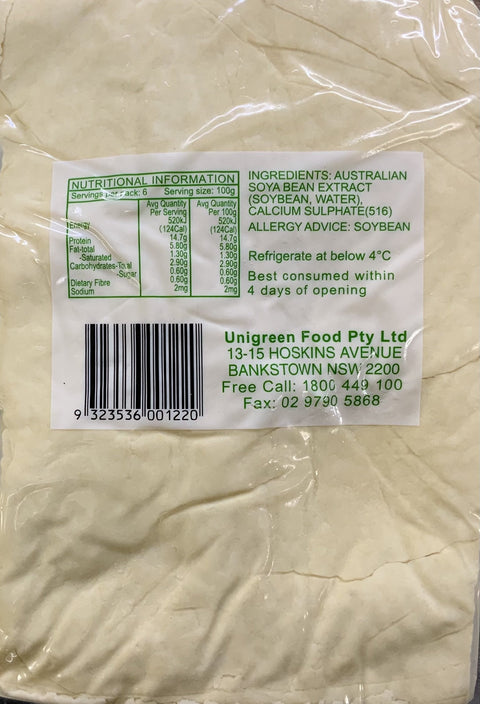 NUTRITIONAL INFORMATION
Servings per pack: 6 Serving size: 100g
Avg Quantity Avg Quantity
Per Serving Per 100g
Energy 520kJ 520kJ
(124Cal) (124Cal)
Protein 14.7g 14.7g
Fat-total 5.80g 5.80g
-Saturated 1.30g 1.30g
Carbohydrates-Total 2.90g 2.90g
-Sugar 0.60g 0.60g
Dietary Fibre 0.60g 0.60g
Sodium 2mg 2mg
INGREDIENTS: AUSTRALIAN
SOYA BEAN EXTRACT
(SOYBEAN, WATER),
CALCIUM SULPHATE(516)
ALLERGY ADVICE: SOYBEAN
Refrigerate at below 4°C
Best consumed within
4 days of opening
9 323536 001220
Unigreen Food Pty Ltd
13-15 HOSKINS AVENUE
BANKSTOWN NSW 2200
Free Call: 1800 449 100
Fax: 02 9790 5868